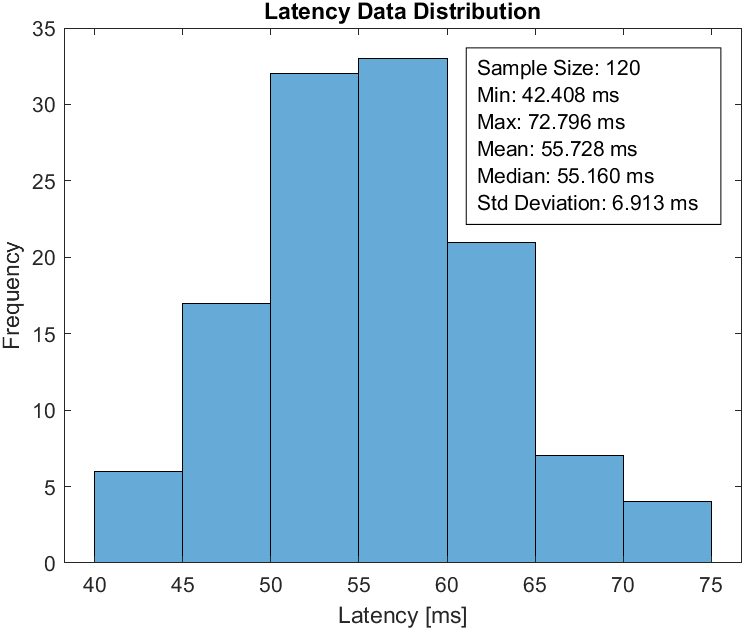 Latency Data Distribution
35
30
25
20
15
10
5
0
Frequency
Sample Size: 120
Min: 42.408 ms
Max: 72.796 ms
Mean: 55.728 ms
Median: 55.160 ms
Std Deviation: 6.913 ms
40 45 50 55 60 65 70 75
Latency [ms]